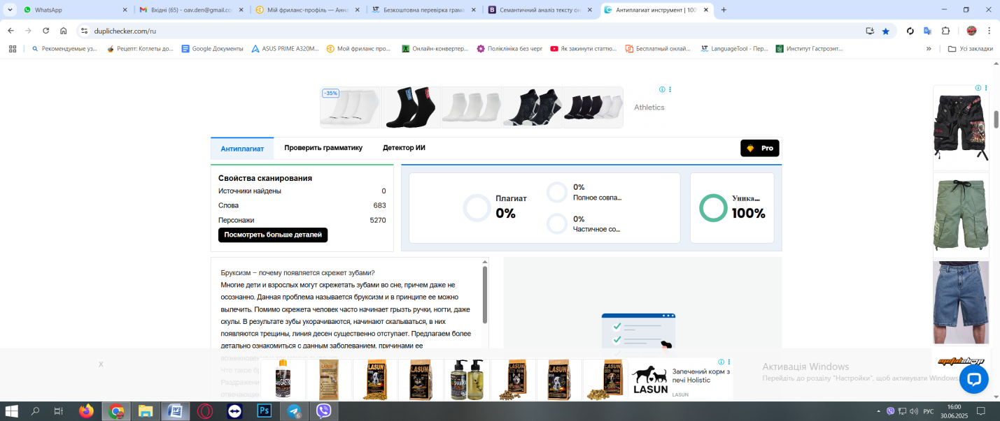 WhatsApp
Вхідні (65) - oav.den@gmail.co
Мій фриланс-профіль — Анна
Безкоштовна перевірка грама
Семантичний аналіз тексту он
Антиплагиат инструмент | 100
duplichecker.com/ru
Рекомендуемые уз...
Рецепт: Котлеты до...
Google Документы
ASUS PRIME A320M...
Мой фриланс про...
Онлайн-конвертер...
Поліклініка без черг
Як закинути статтю...
Бесплатный онлай...
LanguageTool - Пер...
Институт Гастроэнт...
Усі закладки
-35%
Athletics
Антиплагиат
Проверить грамматику
Детектор ИИ
Pro
Свойства сканирования
Источники найдены 0
Слова 683
Персонажи 5270
Посмотреть больше деталей
Плагиат
0%
0%
Полное совпа...
0%
Частичное со...
Уника...
100%
Бруксизм – почему появляется скрежет зубами?
Многие дети и взрослых могут скрежетать зубами во сне, причем даже не
осознанно. Данная проблема называется бруксизм и в принципе ее можно
вылечить. Помимо скрежета человек часто начинает грызть ручки, ногти, даже
скулы. В результате зубы укорачиваются, начинают скалываться, в них
появляются трещины, линия десен существенно отступает. Предлагаем более
детально ознакомиться с данным заболеванием, причинами ее
Что такое
Раздражени
отвечающи
X
LASUN
Запечений корм з
печі Holistic
LASUN
metalshop
Активація Windows
Перейдіть до розділу "Настройки", щоб активувати Windows.
РУС
16:00
30.06.2025